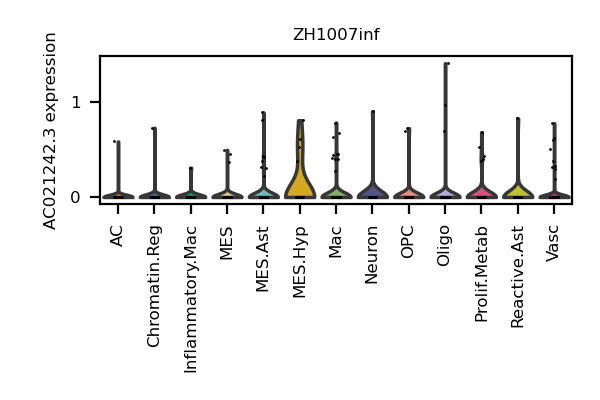 ZH1007inf
AC021242.3 expression
1
0
AC
Chromatin.Reg
Inflammatory.Mac
MES
MES.Ast
MES.Hyp
Mac
Neuron
OPC
Oligo
Prolif.Metab
Reactive.Ast
Vasc